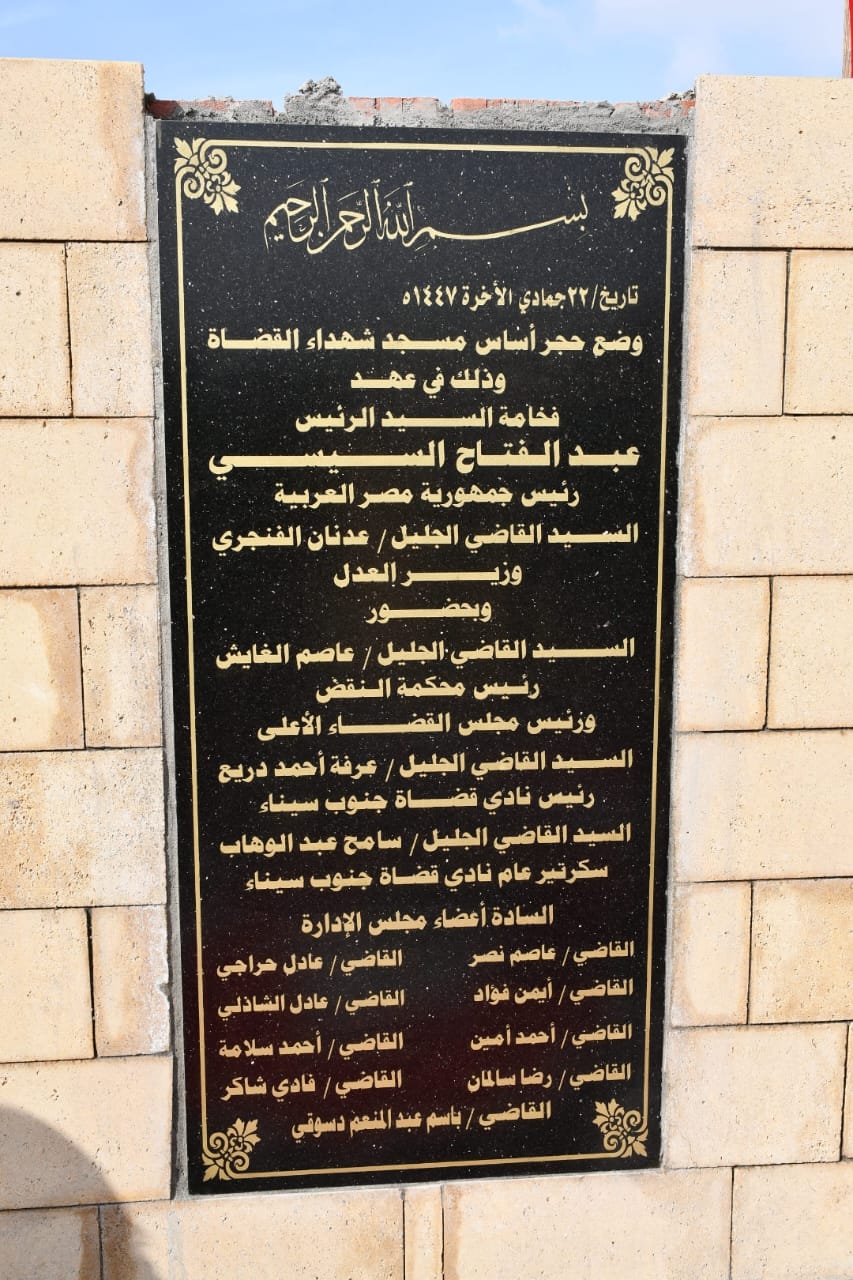 بسم الله الرحمن الرحيم
تاريخ/٢٢جمادي الأخرة ١٤٤٧ه
وضع حجر أساس مسجد شهداء القضاة
وذلك في عهد
فخامة السيد الرئيس
عبد الفتاح السيسي
رئيس جمهورية مصر العربية
السيد القاضي الجليل / عدنان الفنجري
وزير العدل
وبحضور
السيد القاضي الجليل / عاصم الغايش
رئيس محكمة النقض
ورئيس مجلس القضاء الأعلى
السيد القاضي الجليل / عرفة أحمد دريع
رئيس نادي قضاة جنوب سيناء
السيد القاضي الجليل / سامح عبد الوهاب
سكرتير عام نادي قضاة جنوب سيناء
السادة أعضاء مجلس الإدارة
القاضي / عاصم نصر القاضي / عادل حراجي
القاضي / أيمن فؤاد القاضي / عادل الشاذلي
القاضي / أحمد أمين القاضي / أحمد سلامة
القاضي / رضا سالمان القاضي / فادي شاكر
القاضي / باسم عبد المنعم دسوقي